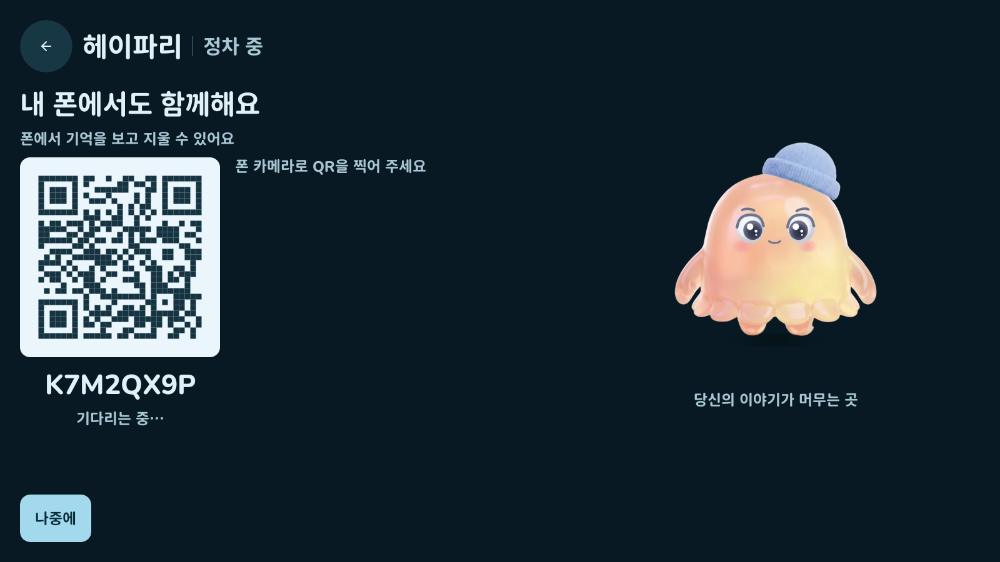 헤이파리
정차 중
내 폰에서도 함께해요
폰에서 기억을 보고 지울 수 있어요
폰 카메라로 QR을 찍어 주세요
K7M2QX9P
기다리는 중…
당신의 이야기가 머무는 곳
나중에